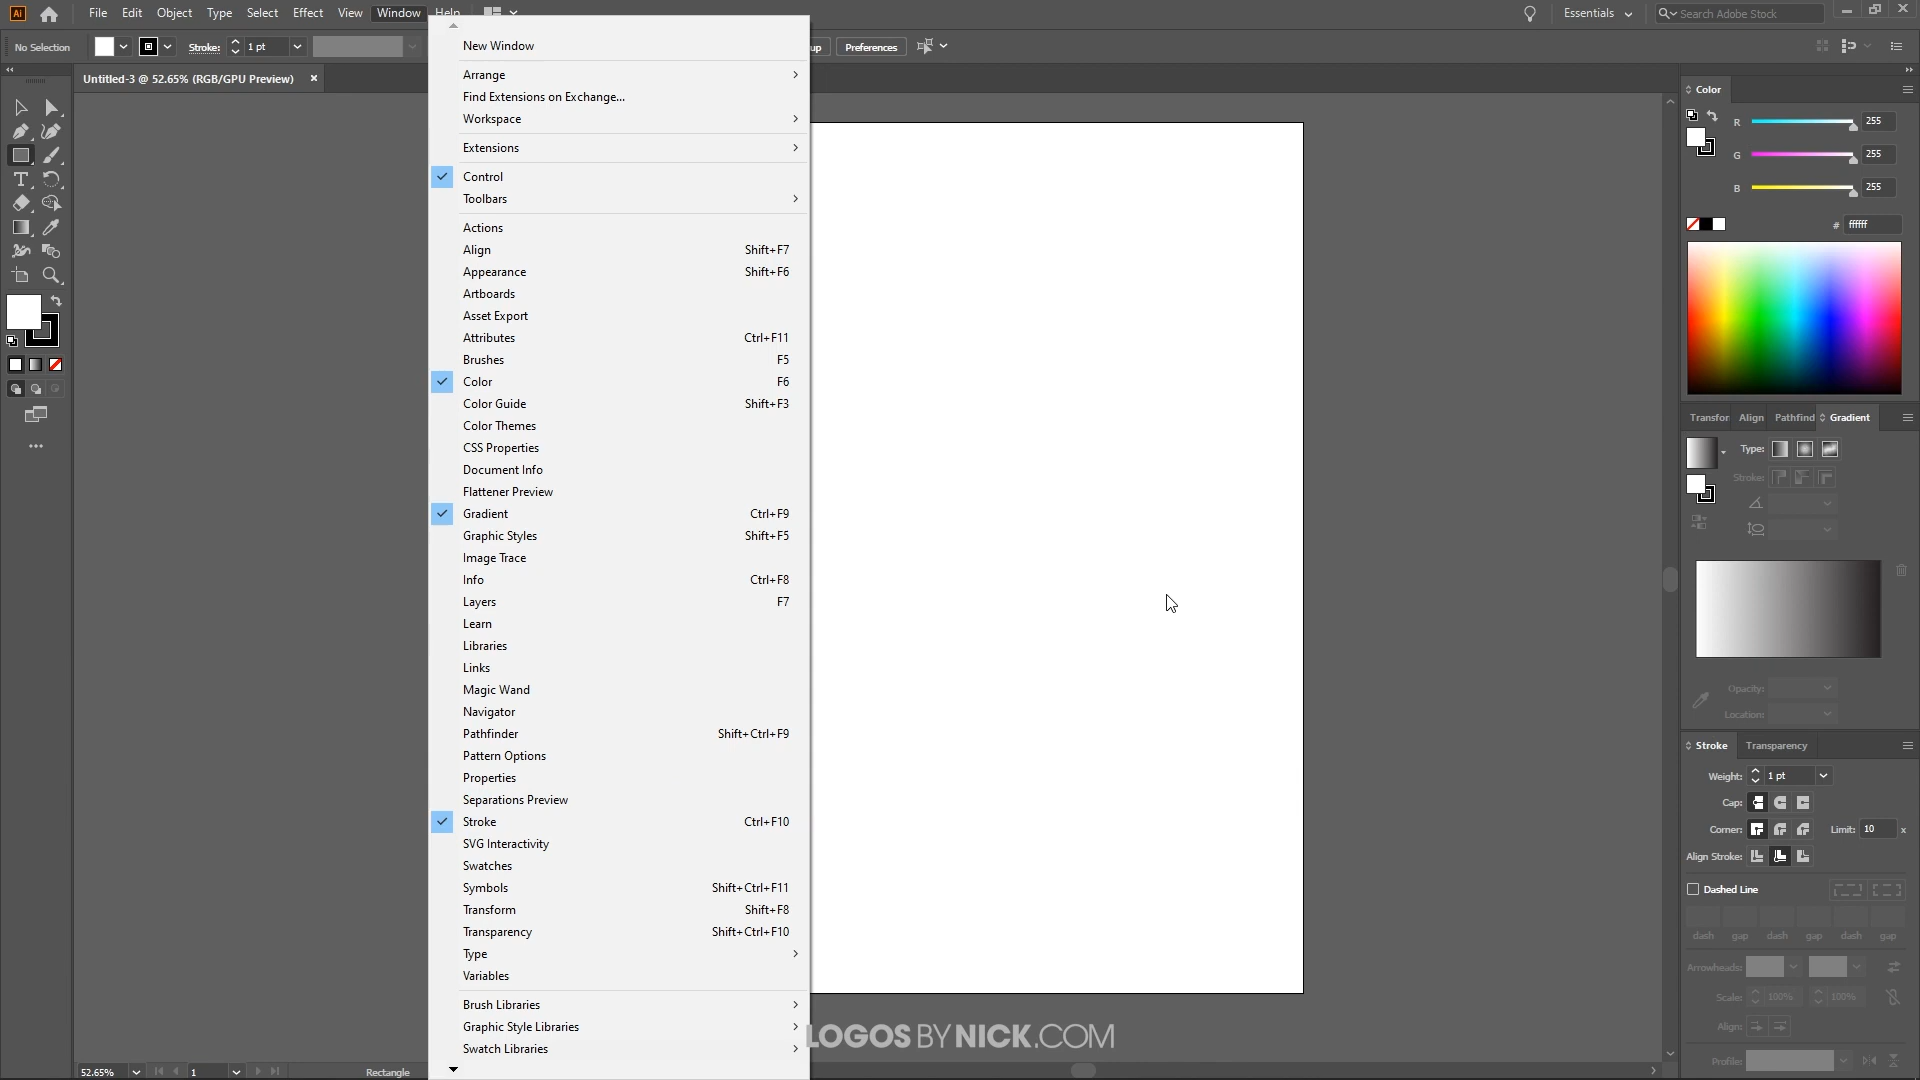 Ai
File Edit Object Type Select Effect View Window Help
Essentials
Search Adobe Stock
No Selection
Stroke: 1 pt
up
Preferences
Untitled-3 @ 52.65% (RGB/GPU Preview) ×
New Window
Arrange
Find Extensions on Exchange...
Workspace
Extensions
Control
Toolbars
Actions
Align Shift+F7
Appearance Shift+F6
Artboards
Asset Export
Attributes Ctrl+F11
Brushes F5
Color F6
Color Guide Shift+F3
Color Themes
CSS Properties
Document Info
Flattener Preview
Gradient Ctrl+F9
Graphic Styles Shift+F5
Image Trace
Info Ctrl+F8
Layers F7
Learn
Libraries
Links
Magic Wand
Navigator
Pathfinder Shift+Ctrl+F9
Pattern Options
Properties
Separations Preview
Stroke Ctrl+F10
SVG Interactivity
Swatches
Symbols Shift+Ctrl+F11
Transform Shift+F8
Transparency Shift+Ctrl+F10
Type
Variables
Brush Libraries
Graphic Style Libraries
Swatch Libraries
Color
R 255
G 255
B 255
# ffffff
Transfor Align Pathfind Gradient
Type:
Stroke:
Opacity:
Location:
Stroke Transparency
Weight: 1 pt
Cap:
Corner: Limit: 10 x
Align Stroke:
Dashed Line
dash gap dash gap dash gap
Arrowheads:
Scale: 100% 100%
Align:
Profile:
52.65% 1 Rectangle
LOGOS BY NICK.COM